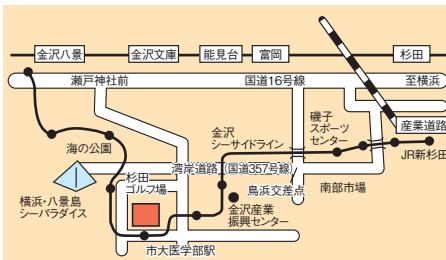 金沢八景
金沢文庫
能見台
富岡
杉田
瀬戸神社前
国道16号線
至横浜
産業道路
磯子
スポーツ
センター
金沢
シーサイドライン
JR新杉田
海の公園
湾岸道路(国道357号線)
杉田
ゴルフ場
鳥浜交差点
南部市場
横浜・八景島
シーパラダイス
金沢産業
振興センター
市大医学部駅